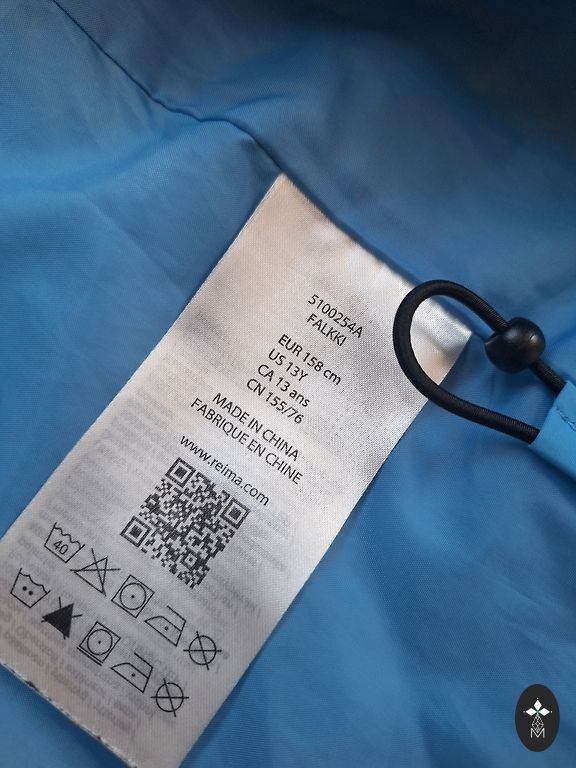 5100254A
FALKKI
EUR 158 cm
US 13Y
CA 13 ans
CN 155/76
MADE IN CHINA
FABRIQUE EN CHINE
www.reima.com
40
M